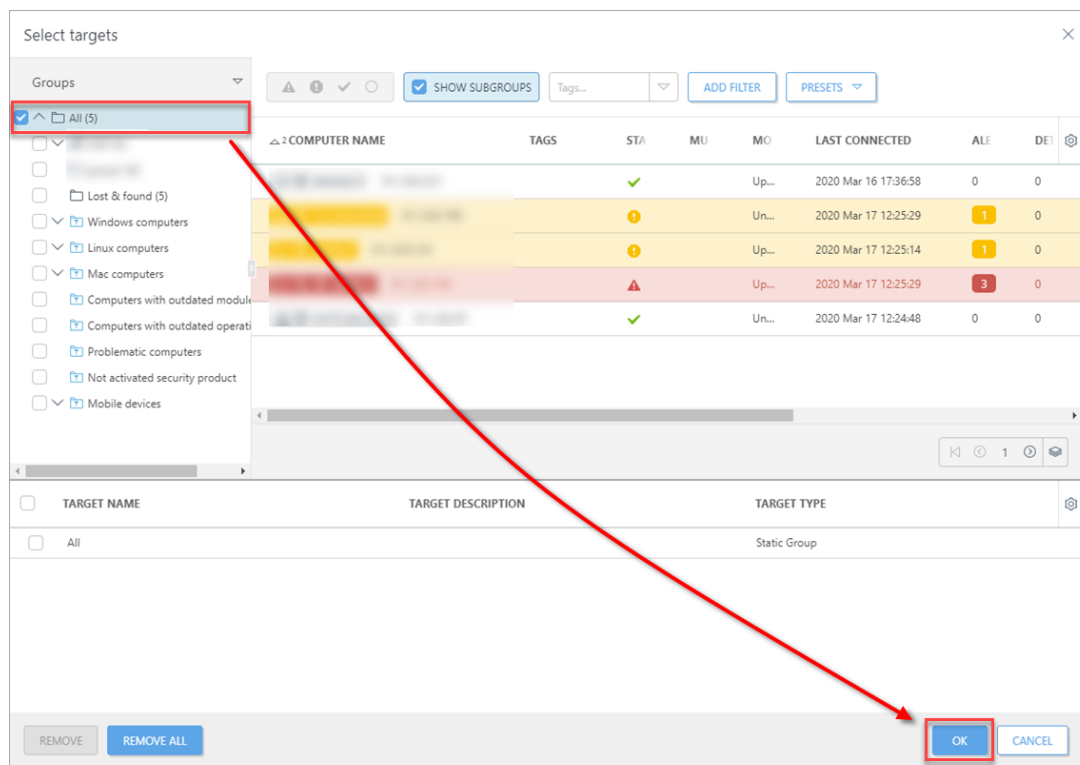 Select targets
Groups
SHOW SUBGROUPS
Tags...
ADD FILTER
PRESETS
All (5)
2 COMPUTER NAME TAGS STA MU MO LAST CONNECTED ALE DET
Up... 2020 Mar 16 17:36:58 0 0
Lost & found (5)
Un... 2020 Mar 17 12:25:29 1 0
Windows computers
Linux computers
Up... 2020 Mar 17 12:25:14 1 0
Mac computers
Up... 2020 Mar 17 12:25:29 3 0
Computers with outdated module
Un... 2020 Mar 17 12:24:48 0 0
Computers with outdated operati
Problematic computers
Not activated security product
Mobile devices
1
TARGET NAME TARGET DESCRIPTION TARGET TYPE
All Static Group
REMOVE REMOVE ALL OK CANCEL